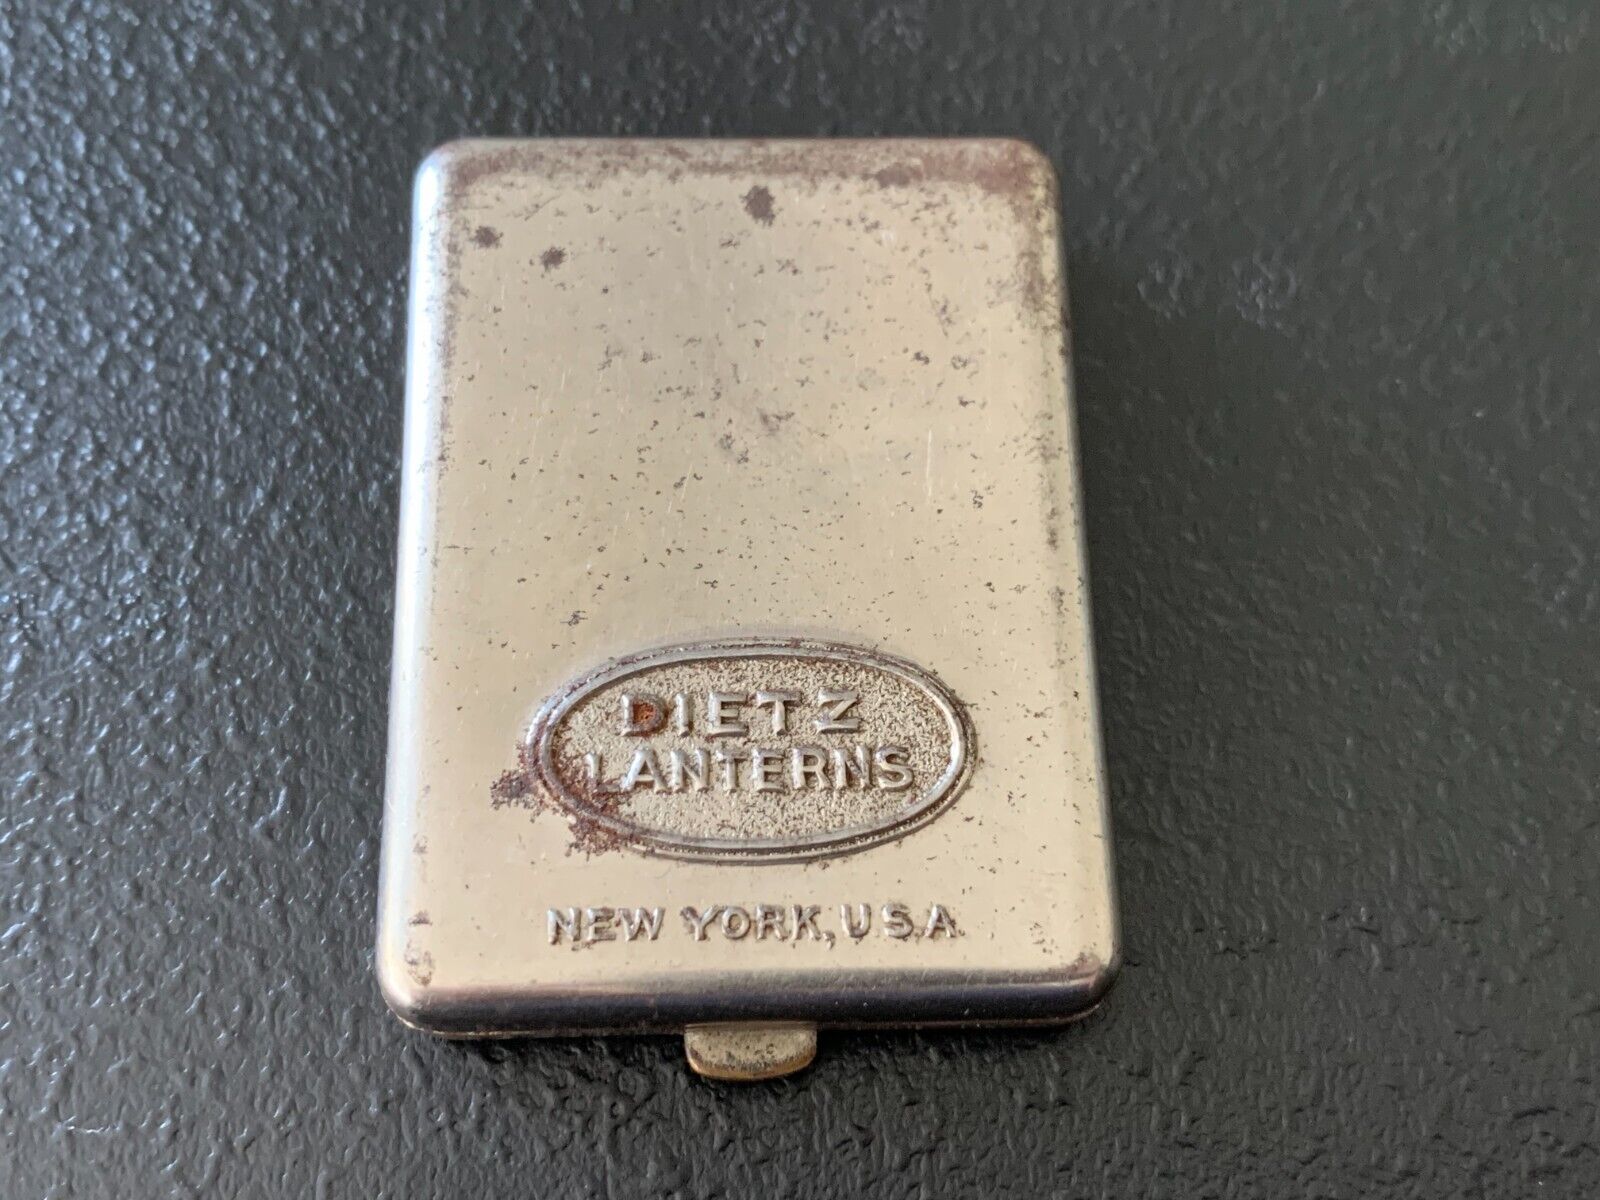 DIETZ
LANTERNS
NEW YORK, U.S.A.